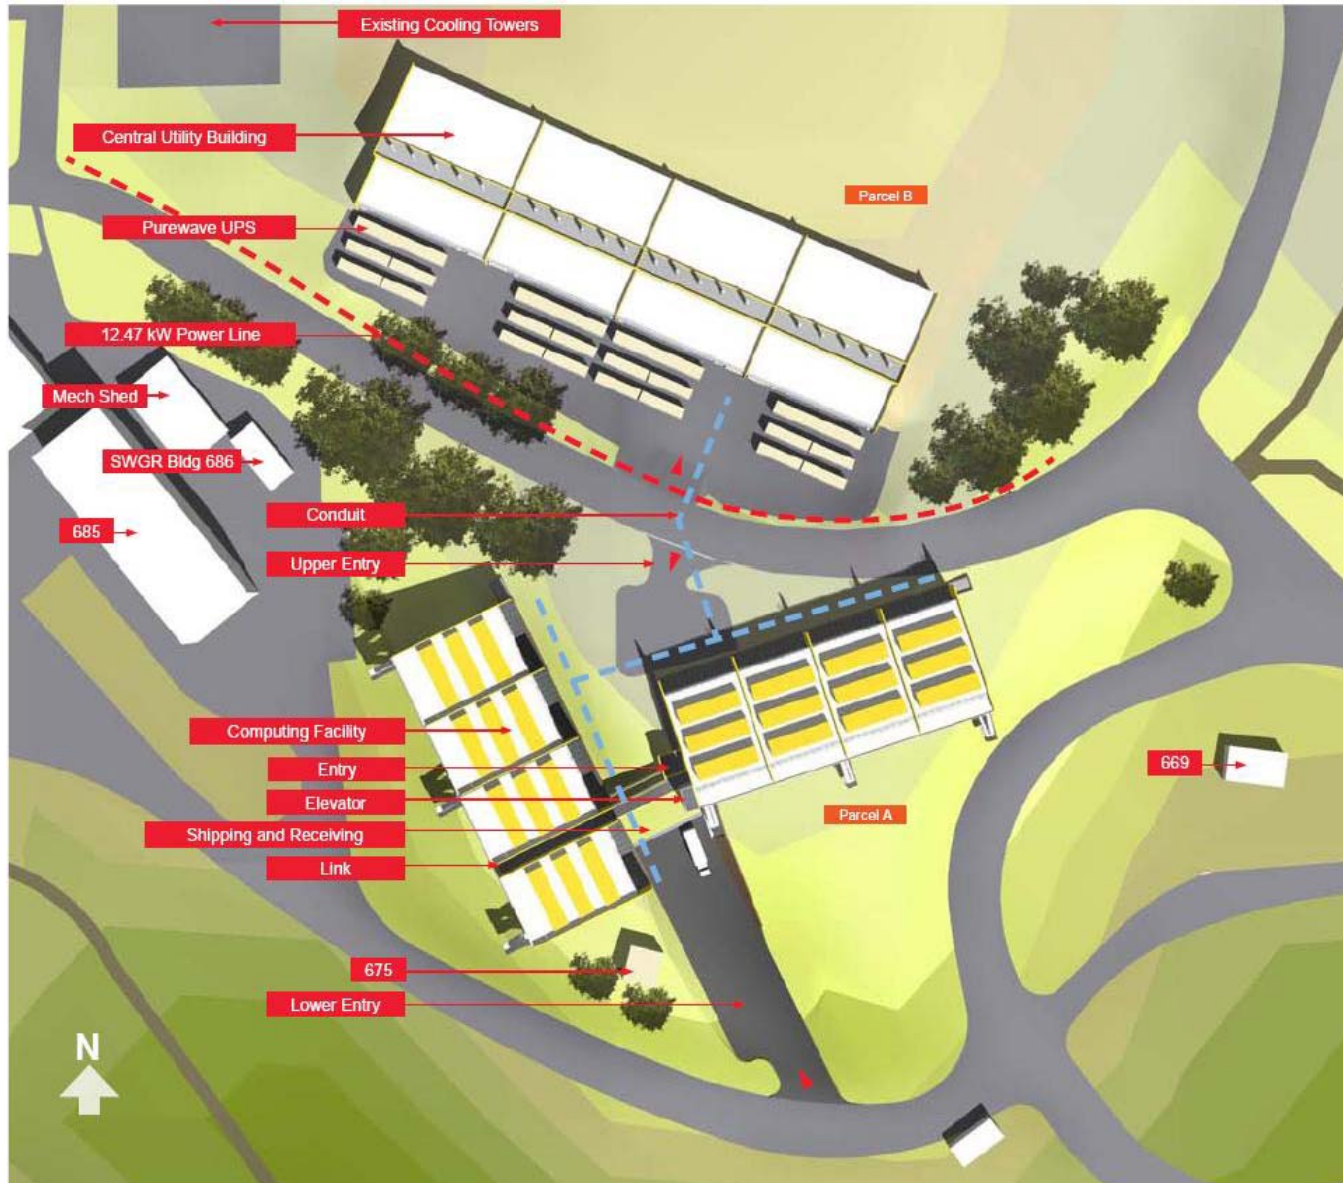 Existing Cooling Towers
Central Utility Building
Parcel B
Purewave UPS
12.47 kW Power Line
Mech Shed
SWGR Bldg 686
Conduit
685
Upper Entry
Computing Facility
Entry
669
Elevator
Parcel A
Shipping and Receiving
Link
675
Lower Entry
N